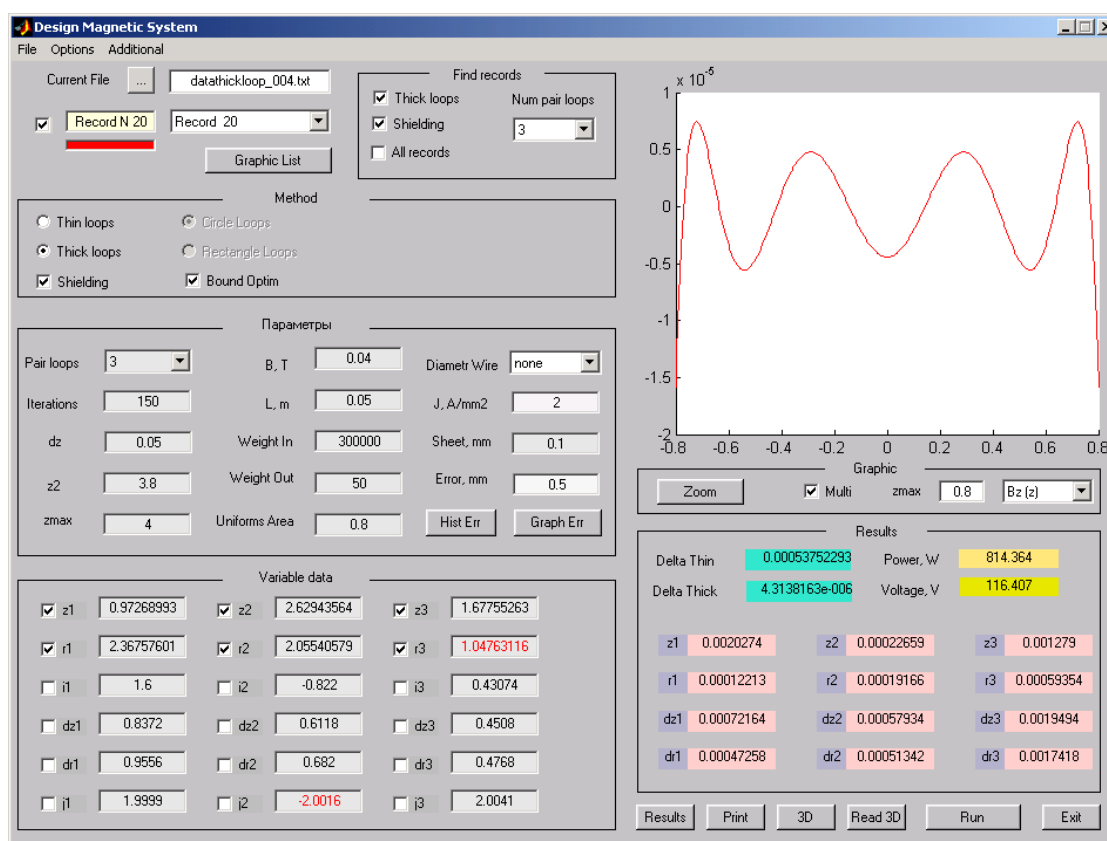 Design Magnetic System
File Options Additional
Current File ... datathickloop_004.txt
Record N 20 Record 20
Graphic List
Find records
Thick loops Num pair loops
Shielding 3
All records
Method
Thin loops Circle Loops
Thick loops Rectangle Loops
Shielding Bound Optim
Параметры
Pair loops 3 B, T 0.04 Diametr Wire none
Iterations 150 L, m 0.05 J, A/mm2 2
dz 0.05 Weight In 300000 Sheet, mm 0.1
z2 3.8 Weight Out 50 Error, mm 0.5
zmax 4 Uniforms Area 0.8 Hist Err Graph Err
Variable data
z1 0.97268993 z2 2.62943564 z3 1.67755263
r1 2.36757601 r2 2.05540579 r3 1.04763116
i1 1.6 i2 -0.822 i3 0.43074
dz1 0.8372 dz2 0.6118 dz3 0.4508
dr1 0.9556 dr2 0.682 dr3 0.4768
j1 1.9999 j2 -2.0016 j3 2.0041
x 10^-5
1
0.5
0
-0.5
-1
-1.5
-2
-0.8 -0.6 -0.4 -0.2 0 0.2 0.4 0.6 0.8
Graphic
Zoom Multi zmax 0.8 Bz (z)
Results
Delta Thin 0.00053752293 Power, W 814.364
Delta Thick 4.3138163e-006 Voltage, V 116.407
z1 0.0020274 z2 0.00022659 z3 0.001279
r1 0.00012213 r2 0.00019166 r3 0.00059354
dz1 0.00072164 dz2 0.00057934 dz3 0.0019494
dr1 0.00047258 dr2 0.00051342 dr3 0.0017418
Results Print 3D Read 3D Run Exit